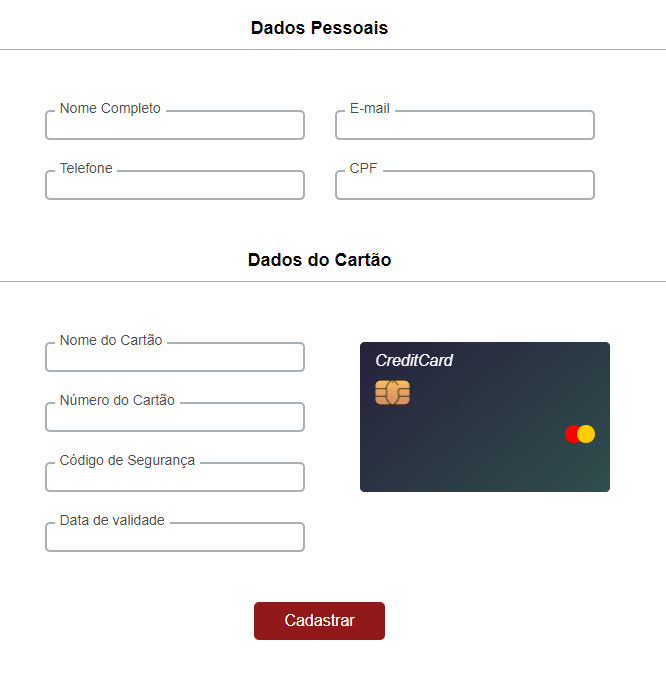 Dados Pessoais
Nome Completo
E-mail
Telefone
CPF
Dados do Cartão
Nome do Cartão
CreditCard
Número do Cartão
Código de Segurança
Data de validade
Cadastrar